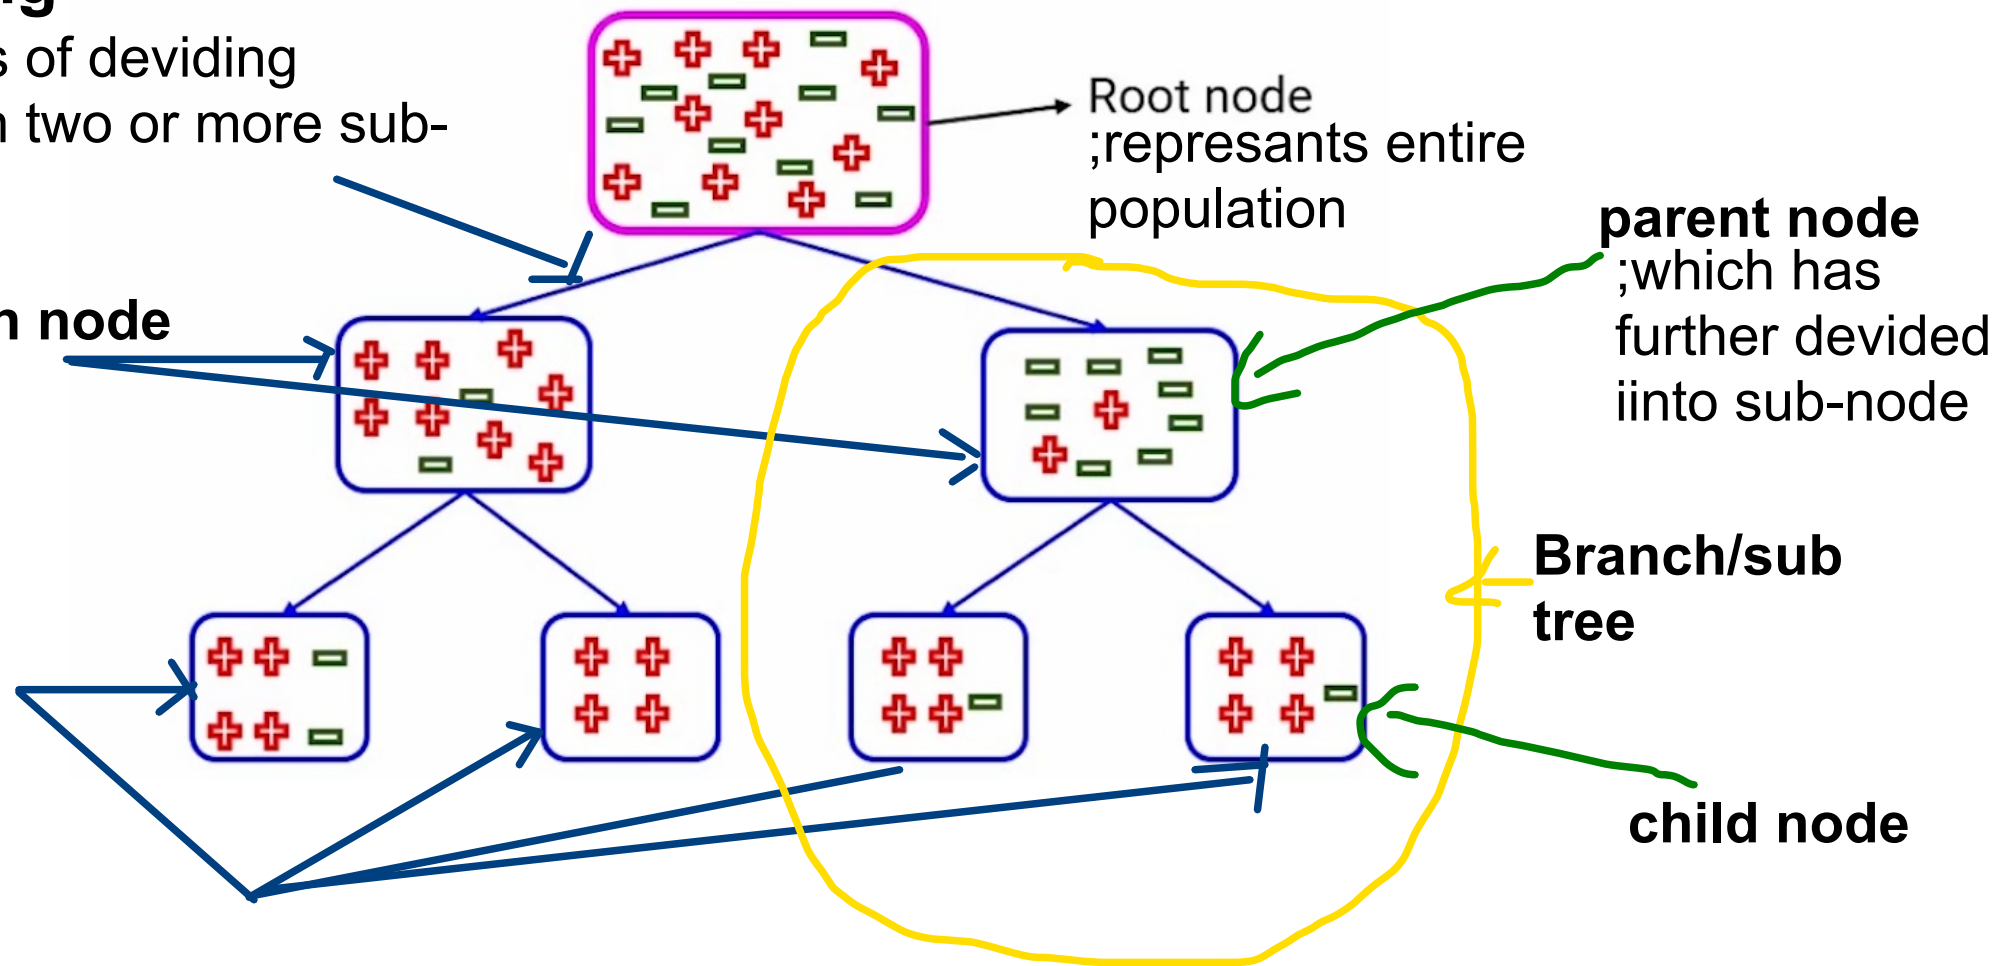 s of deviding
two or more sub-
Root node
;represants entire
population
parent node
;which has
further devided
iinto sub-node
node
Branch/sub
tree
child node